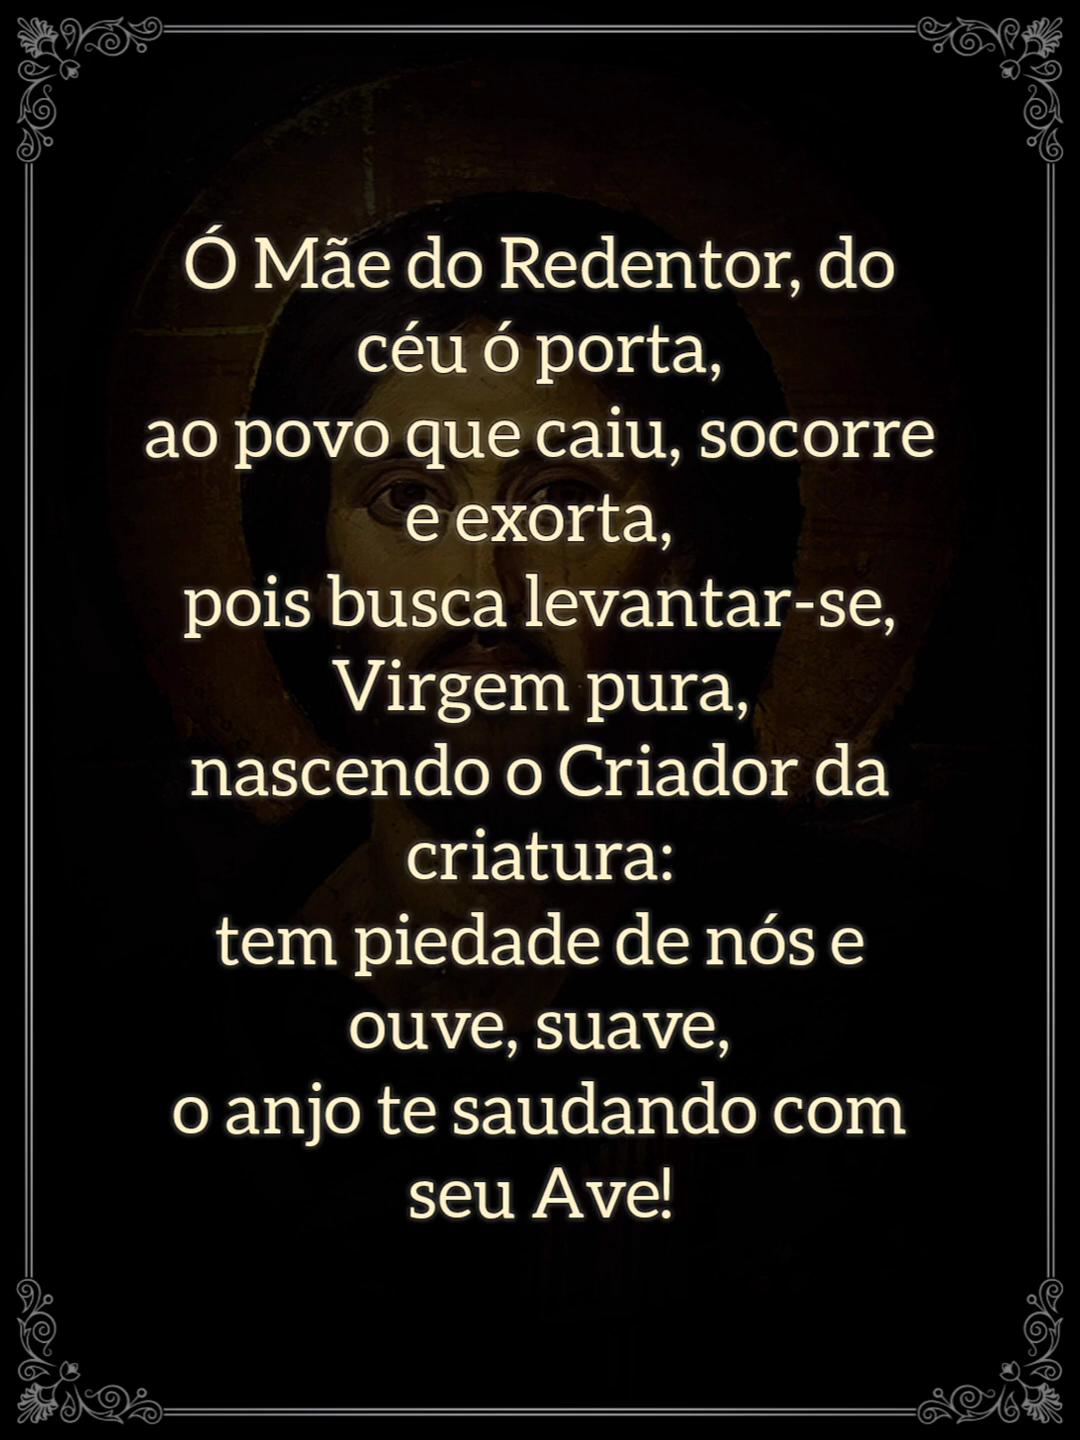 Ó Mãe do Redentor, do
céu ó porta,
ao povo que caiu, socorre
e exorta,
pois busca levantar-se,
Virgem pura,
nascendo o Criador da
criatura:
tem piedade de nós e
ouve, suave,
o anjo te saudando com
seu Ave!